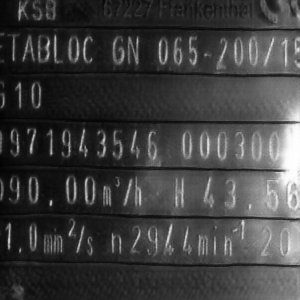 KSB 67227 Frankenthal
ETABLOC GN 065-200/15
G10
9971943546 000300
090.00m³/h H 43.56
1.0mm²/s n2944min⁻¹ 20